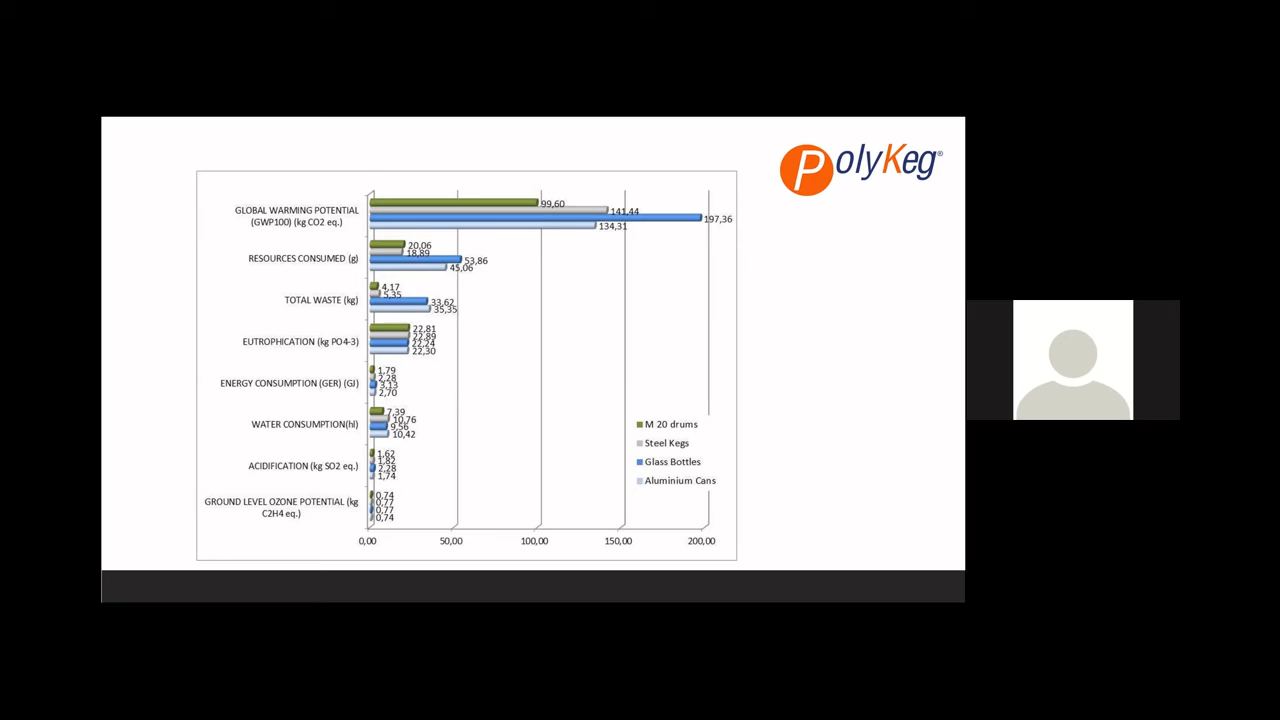 PolyKeg®
GLOBAL WARMING POTENTIAL
(GWP100) (kg CO2 eq.)
99,60
141,44
197,36
134,31
RESOURCES CONSUMED (g)
20,06
18,89
53,86
45,06
TOTAL WASTE (kg)
4,17
5,35
33,62
35,35
EUTROPHICATION (kg PO4-3)
22,81
22,89
22,24
22,30
ENERGY CONSUMPTION (GER) (GJ)
1,79
2,28
3,13
2,70
WATER CONSUMPTION(hl)
7,39
10,76
9,56
10,42
ACIDIFICATION (kg SO2 eq.)
1,62
1,82
2,28
1,74
GROUND LEVEL OZONE POTENTIAL (kg
C2H4 eq.)
0,74
0,77
0,77
0,74
M 20 drums
Steel Kegs
Glass Bottles
Aluminium Cans
0,00 50,00 100,00 150,00 200,00